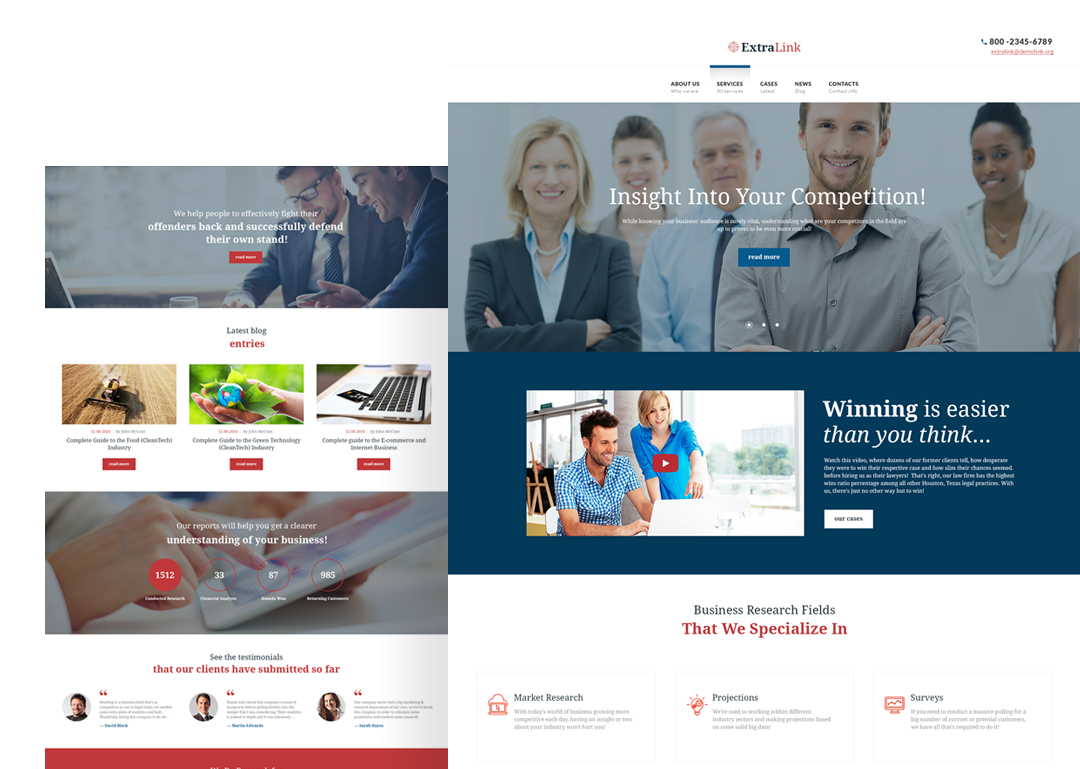 We help people to effectively fight their
offenders back and successfully defend
their own stand!
read more
Latest blog
entries
12.08.2016 - by John McCane
Complete Guide to the Food (CleanTech)
Industry
read more
12.08.2016 - by John McCane
Complete Guide to the Green Technology
(CleanTech) Industry
read more
12.08.2016 - by John McCane
Complete guide to the E-commerce and
Internet Business
read more
Our reports will help you get a clearer
understanding of your business!
1512
Conducted Research
33
Financial Analysts
87
Awards Won
985
Returning Customers
See the testimonials
that our clients have submitted so far
— David Black
— Martin Edwards
— Sarah Hayes
ExtraLink
800 -2345-6789
extralink@demolink.org
ABOUT US
Who we are
SERVICES
All services
CASES
Latest
NEWS
Blog
CONTACTS
Contact info
Insight Into Your Competition!
While knowing your business' audience is surely vital, understanding what are your competitors in the field are
up to proves to be even more crucial!
read more
Winning is easier
than you think...
Watch this video, where dozens of our former clients tell, how desperate
they were to win their respective case and how slim their chances seemed.
before hiring us as their lawyers! That's right, our law firm has the highest
wins ratio percentage among all other Houston, Texas legal practices. With
us, there's just no other way but to win!
our cases
Business Research Fields
That We Specialize In
Market Research
With today's world of business growing more
competitive each day, having an insight or two
about your industry won't hurt you!
Projections
We're used to working within different
industry sectors and making projections based
on some solid big data!
Surveys
If you need to conduct a massive polling for a
big number of current or potenial customers,
we have all that's required to do it!